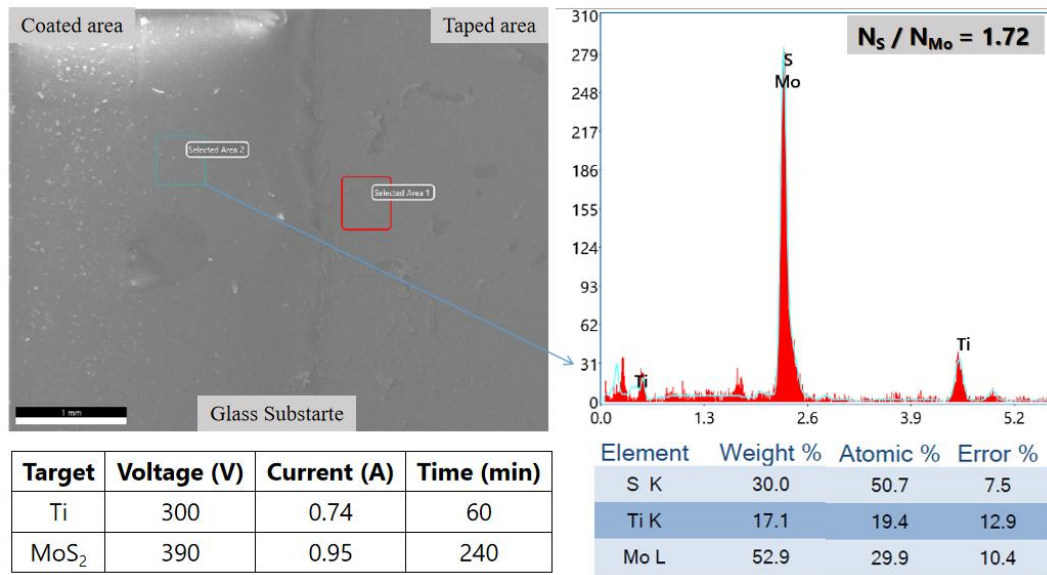 Coated area
Taped area
Selected Area 2
Selected Area 1
1 mm
Glass Substarte
N_S / N_Mo = 1.72
310
279
248
217
186
155
124
93
62
31
0
S
Mo
Ti
Ti
0.0 1.3 2.6 3.9 5.2
Target Voltage (V) Current (A) Time (min)
Ti 300 0.74 60
MoS₂ 390 0.95 240
Element Weight % Atomic % Error %
S K 30.0 50.7 7.5
Ti K 17.1 19.4 12.9
Mo L 52.9 29.9 10.4